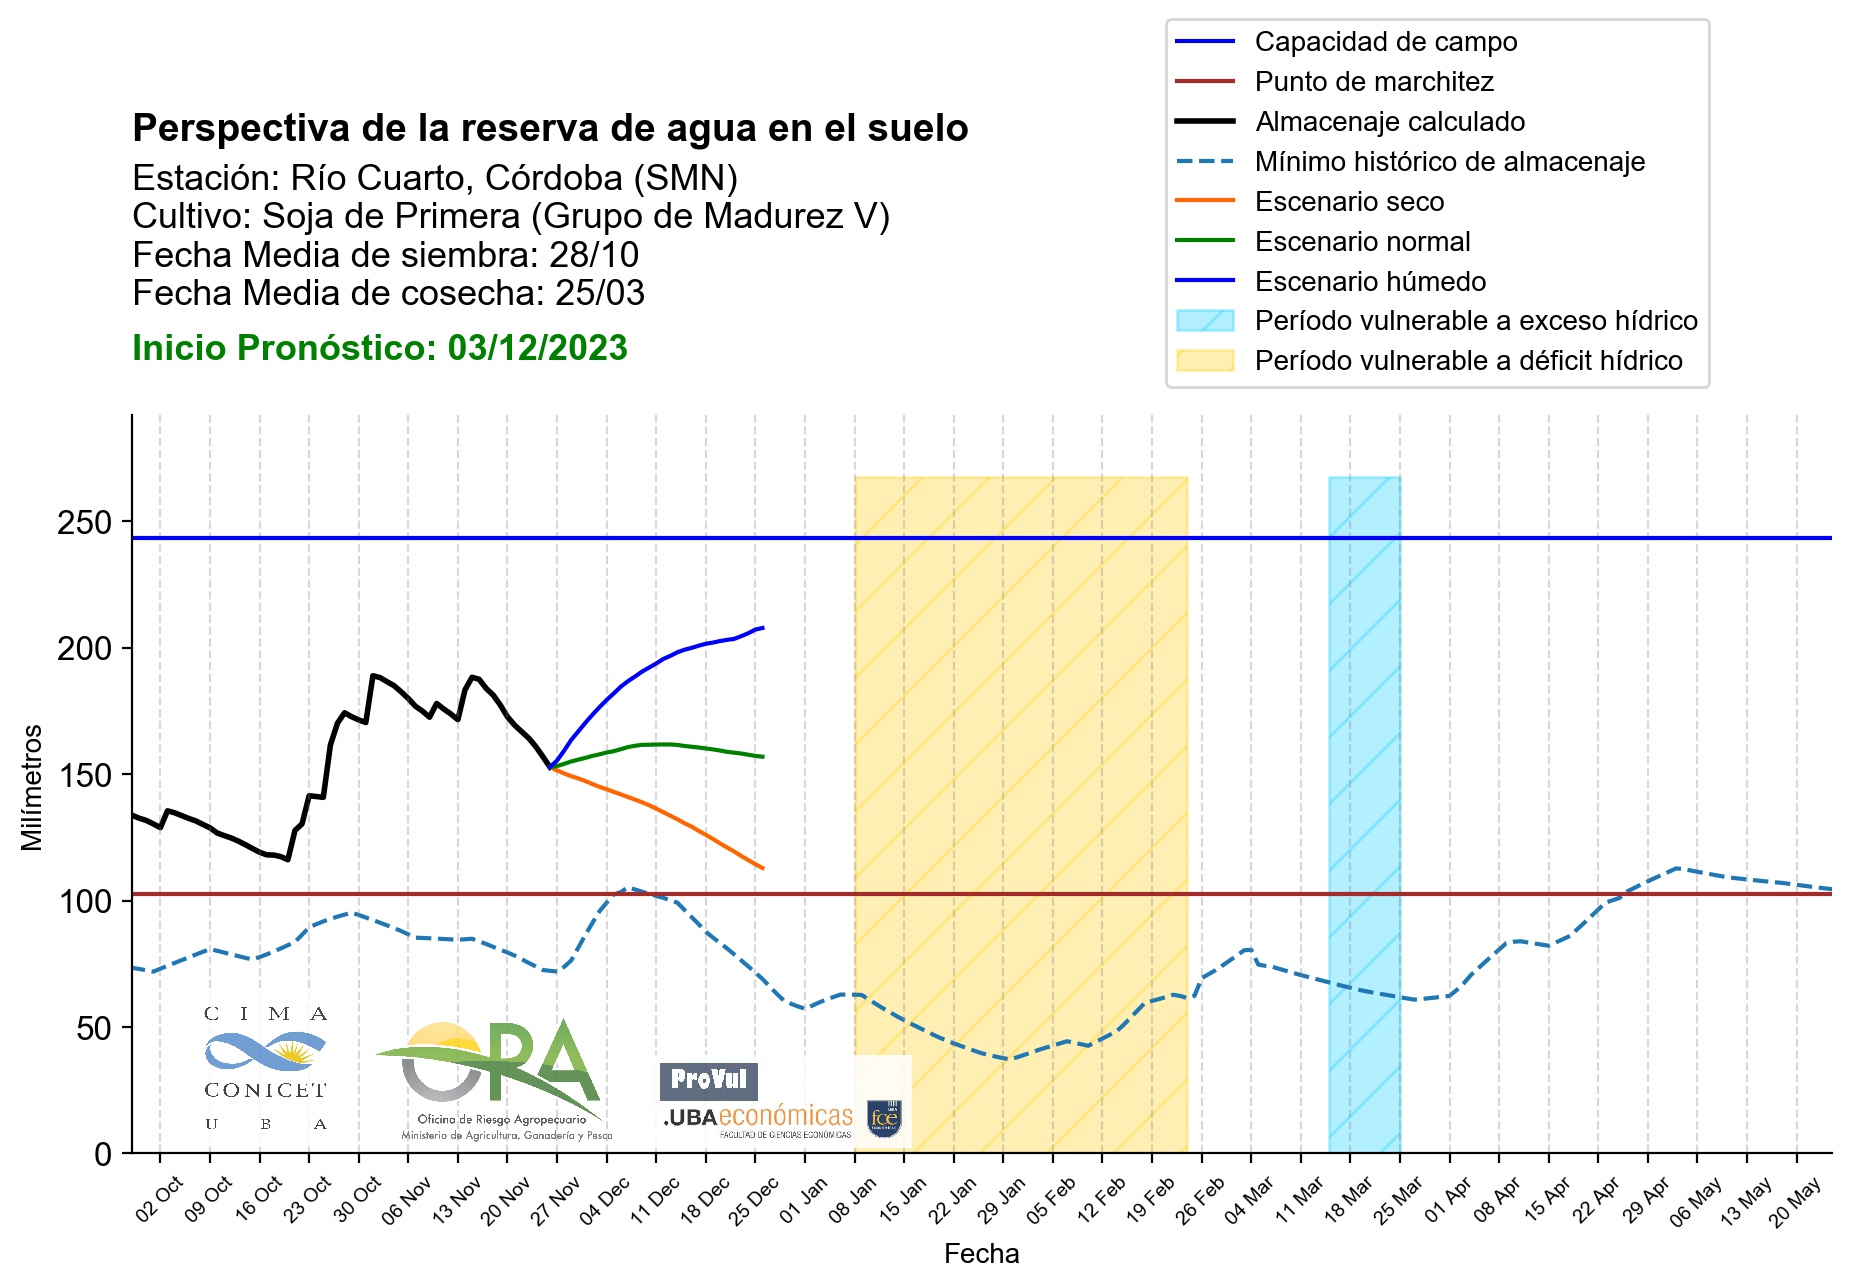 Capacidad de campo
Punto de marchitez
Almacenaje calculado
Mínimo histórico de almacenaje
Escenario seco
Escenario normal
Escenario húmedo
Período vulnerable a exceso hídrico
Período vulnerable a déficit hídrico
Perspectiva de la reserva de agua en el suelo
Estación: Río Cuarto, Córdoba (SMN)
Cultivo: Soja de Primera (Grupo de Madurez V)
Fecha Media de siembra: 28/10
Fecha Media de cosecha: 25/03
Inicio Pronóstico: 03/12/2023
Milímetros
250
200
150
100
50
0
C I M A
CONICET
U B A
ORA
Oficina de Riesgo Agropecuario
Ministerio de Agricultura, Ganadería y Pesca
ProVul
.UBAeconómicas
FACULTAD DE CIENCIAS ECONÓMICAS
UBA
fce
ECONÓMICAS
02 Oct
09 Oct
16 Oct
23 Oct
30 Oct
06 Nov
13 Nov
20 Nov
27 Nov
04 Dec
11 Dec
18 Dec
25 Dec
01 Jan
08 Jan
15 Jan
22 Jan
29 Jan
05 Feb
12 Feb
19 Feb
26 Feb
04 Mar
11 Mar
18 Mar
25 Mar
01 Apr
08 Apr
15 Apr
22 Apr
29 Apr
06 May
13 May
20 May
Fecha